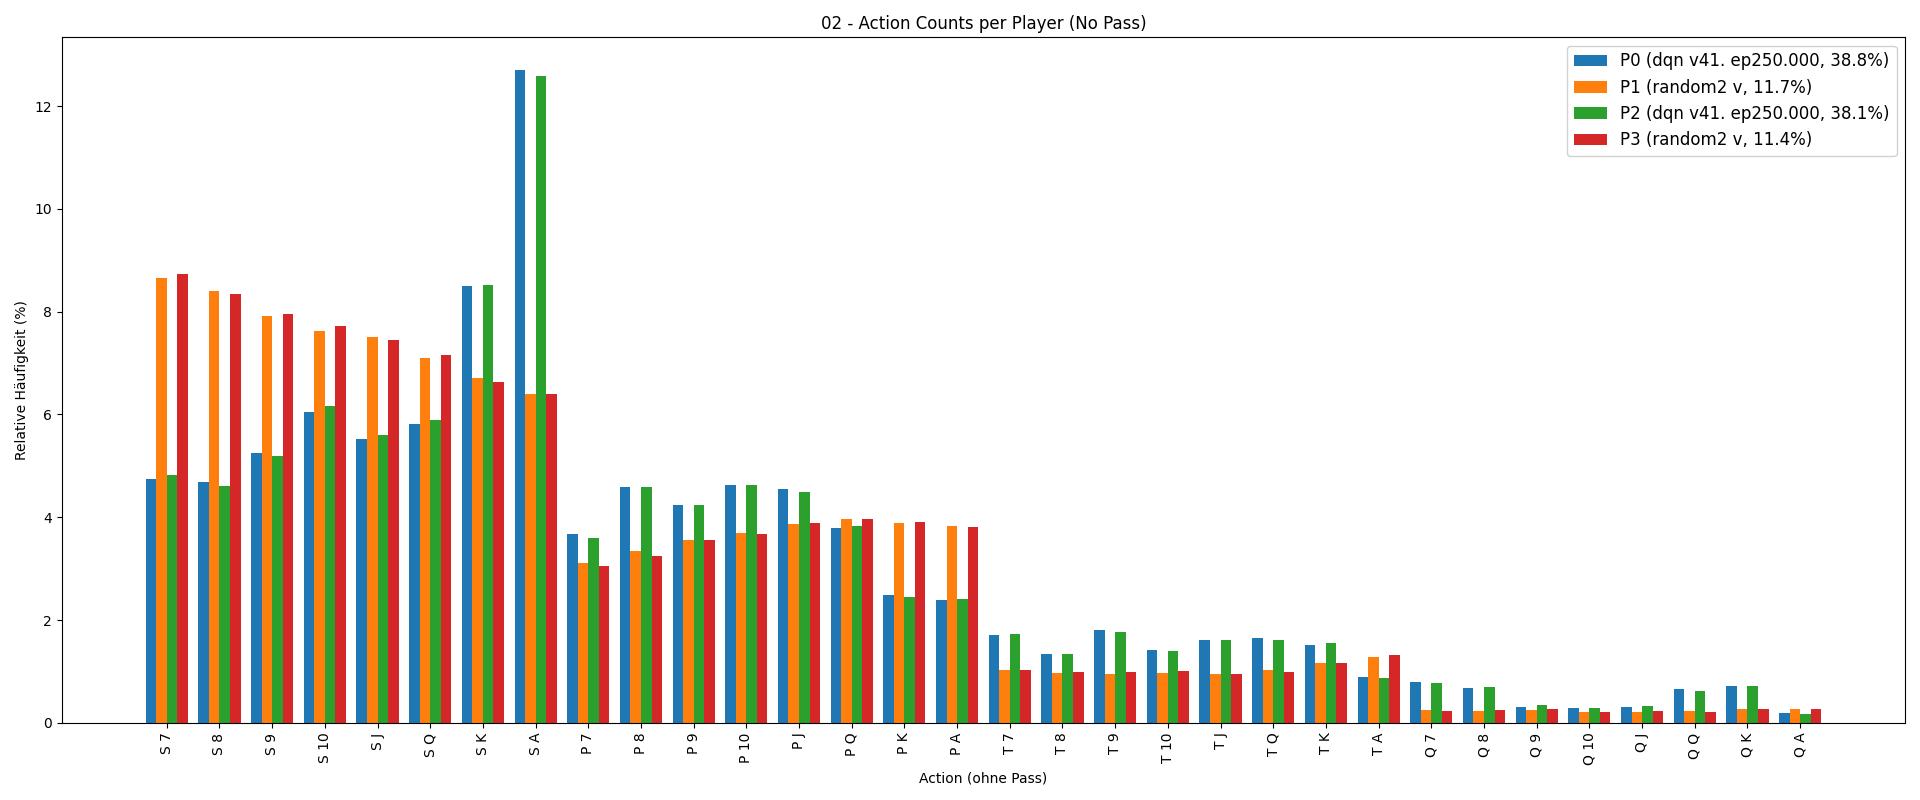 02 - Action Counts per Player (No Pass)
P0 (dqn v41. ep250.000, 38.8%)
P1 (random2 v, 11.7%)
P2 (dqn v41. ep250.000, 38.1%)
P3 (random2 v, 11.4%)
Relative Häufigkeit (%)
12
10
8
6
4
2
0
S 7
S 8
S 9
S 10
S J
S Q
S K
S A
P 7
P 8
P 9
P 10
P J
P Q
P K
P A
T 7
T 8
T 9
T 10
T J
T Q
T K
T A
Q 7
Q 8
Q 9
Q 10
Q J
Q Q
Q K
Q A
Action (ohne Pass)